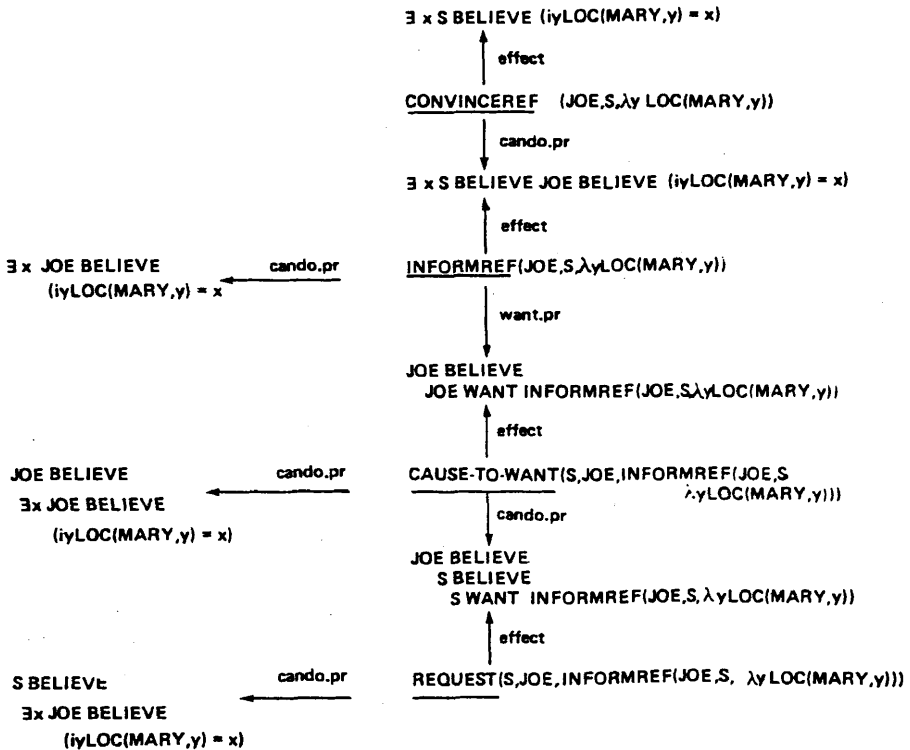 ∃ x S BELIEVE (iyLOC(MARY,y) = x)
effect
CONVINCEREF (JOE,S,λy LOC(MARY,y))
cando.pr
∃ x S BELIEVE JOE BELIEVE (iyLOC(MARY,y) = x)
effect
∃ x JOE BELIEVE
(iyLOC(MARY,y) = x
cando.pr
INFORMREF(JOE,S,λyLOC(MARY,y))
want.pr
JOE BELIEVE
JOE WANT INFORMREF(JOE,S,λyLOC(MARY,y))
effect
JOE BELIEVE
∃x JOE BELIEVE
(iyLOC(MARY,y) = x)
cando.pr
CAUSE-TO-WANT(S,JOE,INFORMREF(JOE,S
λyLOC(MARY,y)))
cando.pr
JOE BELIEVE
S BELIEVE
S WANT INFORMREF(JOE,S,λyLOC(MARY,y))
effect
S BELIEVE
∃x JOE BELIEVE
(iyLOC(MARY,y) = x)
cando.pr
REQUEST(S,JOE,INFORMREF(JOE,S, λyLOC(MARY,y)))